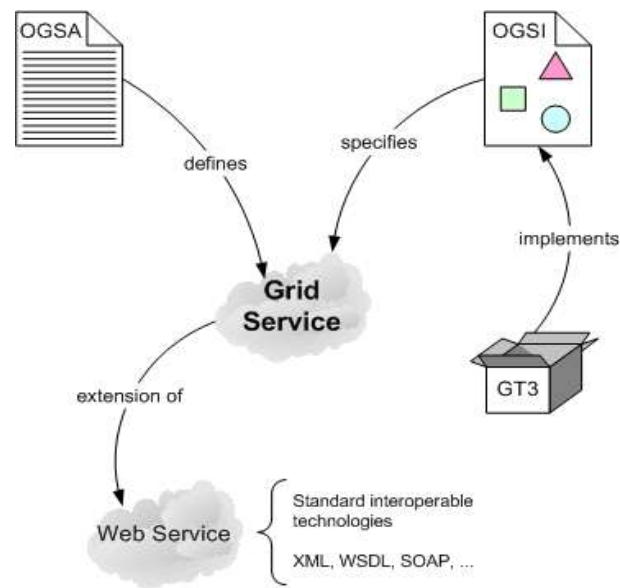 OGSA
OGSI
defines
specifies
implements
Grid
Service
GT3
extension of
Web Service
Standard interoperable
technologies
XML, WSDL, SOAP, ...